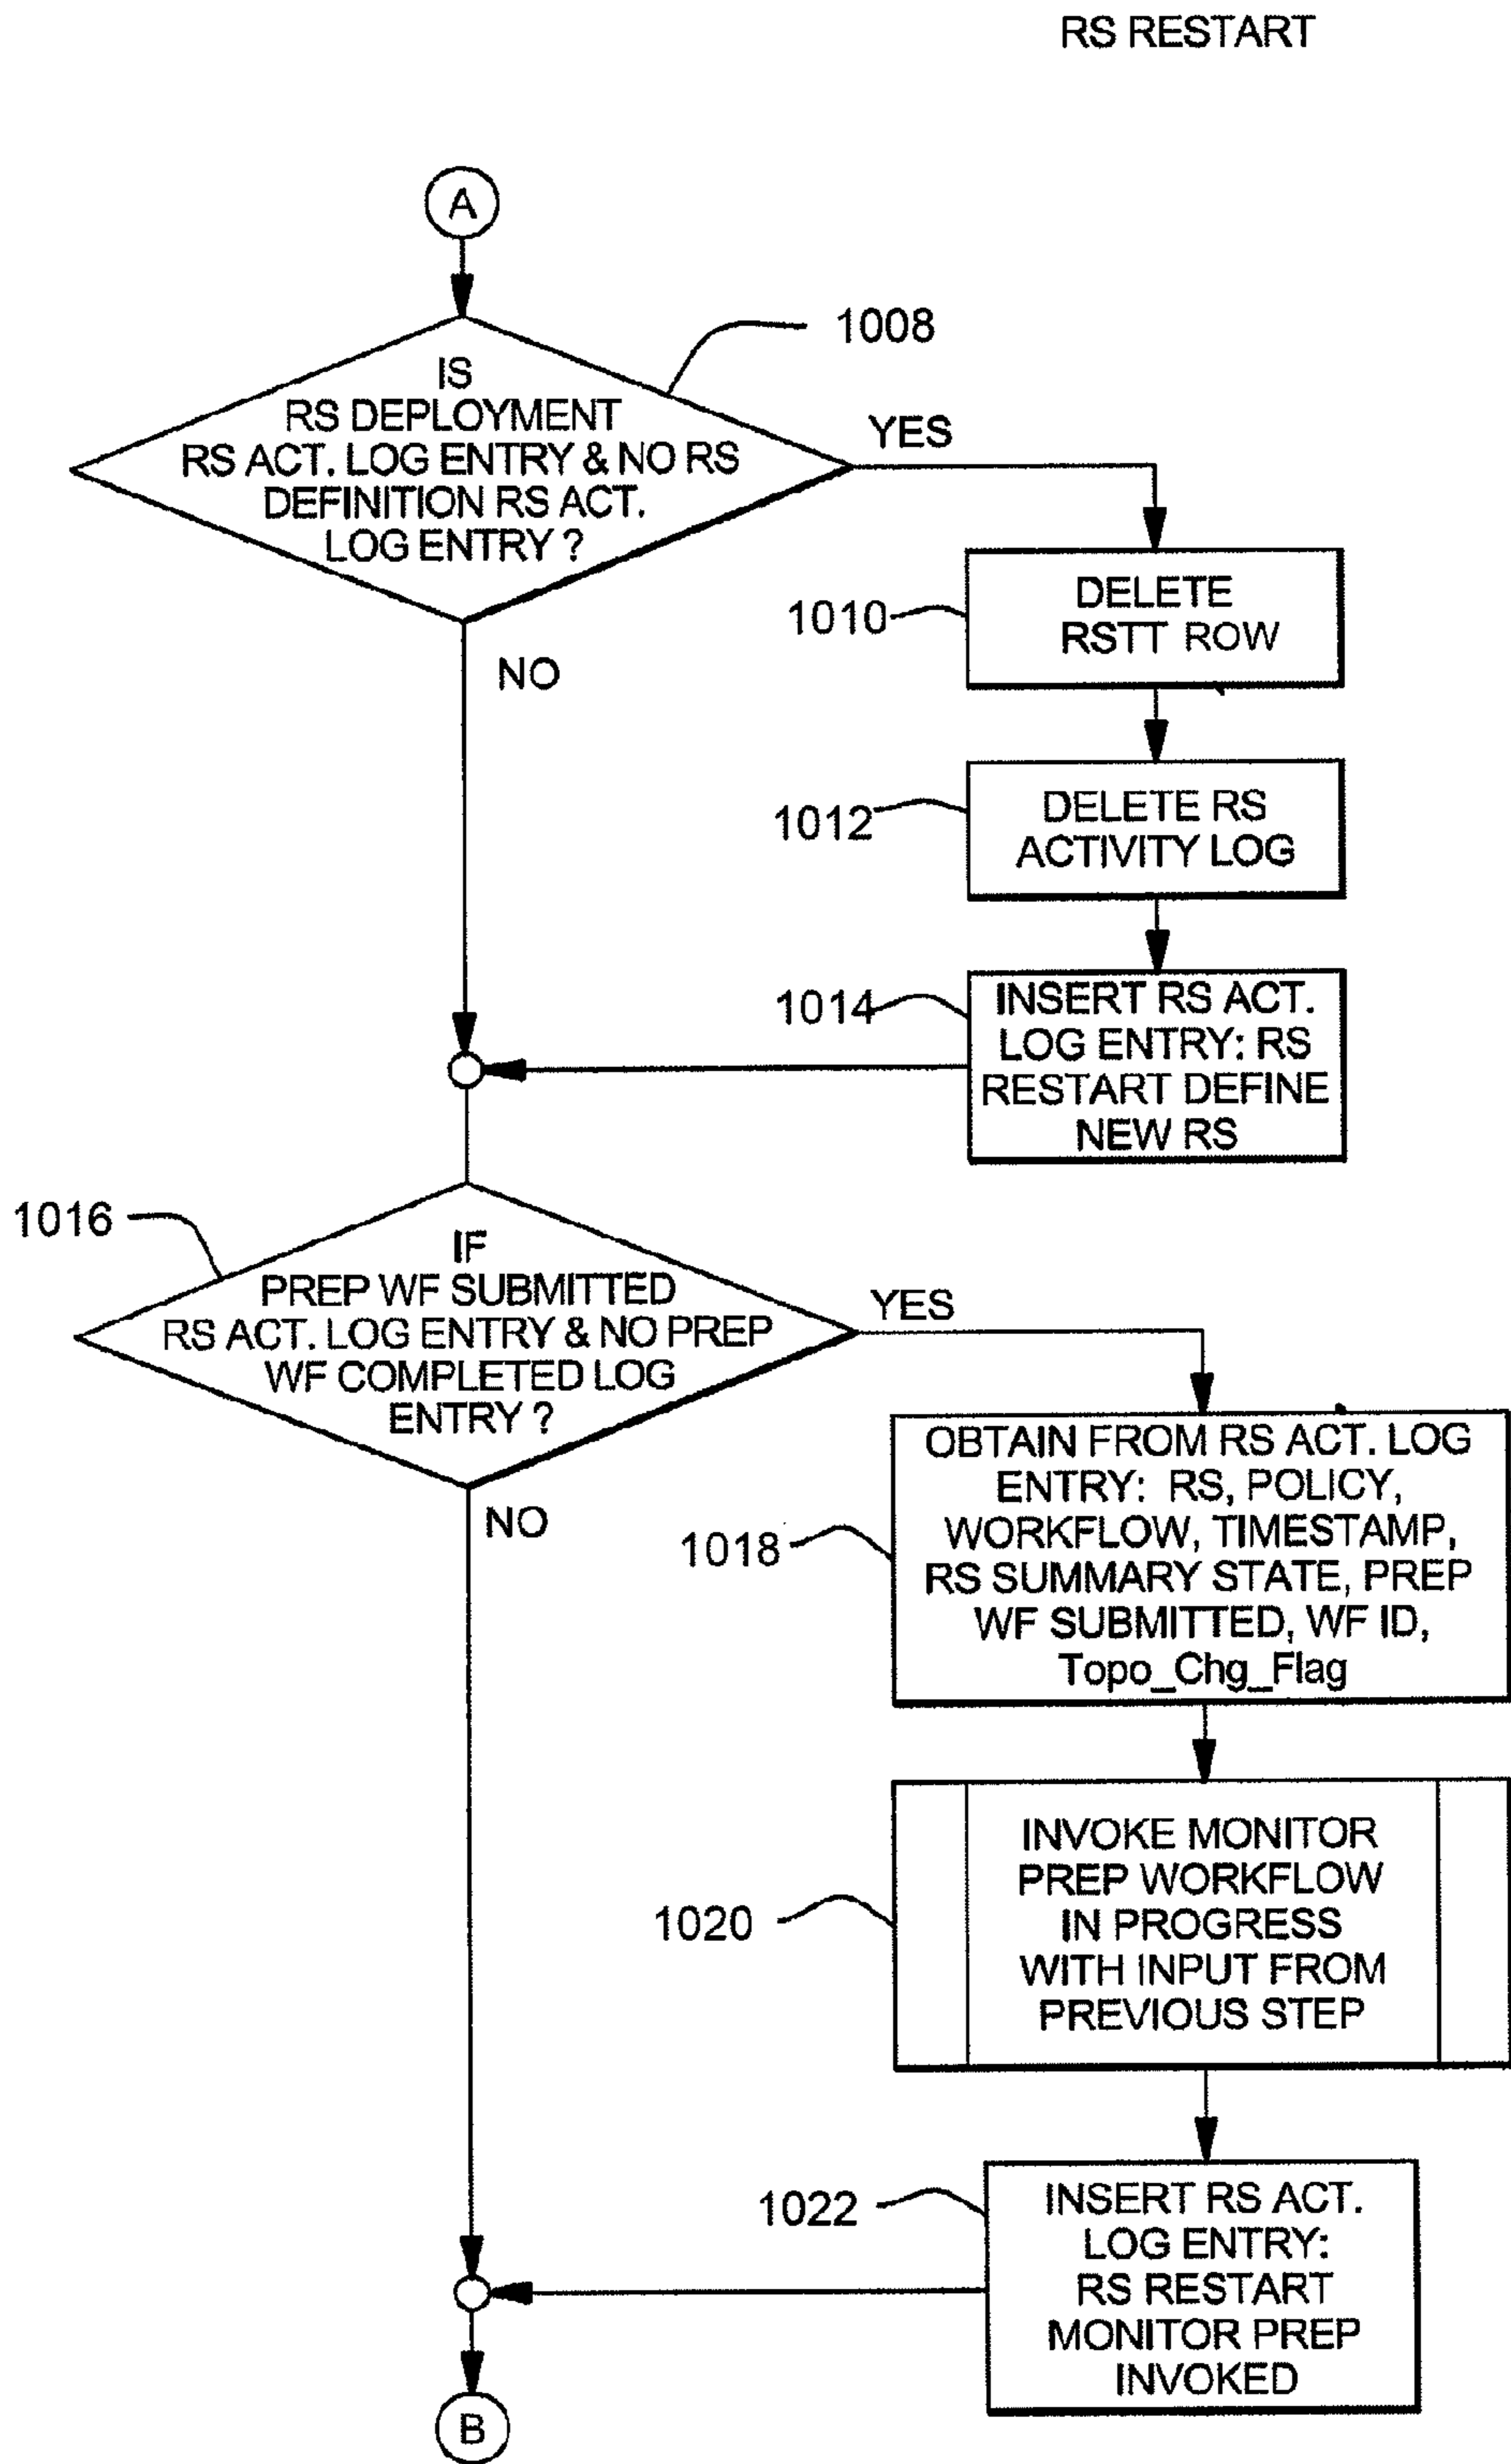 RS RESTART
A
1008
IS
RS DEPLOYMENT
RS ACT. LOG ENTRY & NO RS
DEFINITION RS ACT.
LOG ENTRY ?
YES
NO
1010
DELETE
RSTT ROW
1012
DELETE RS
ACTIVITY LOG
1014
INSERT RS ACT.
LOG ENTRY: RS
RESTART DEFINE
NEW RS
1016
IF
PREP WF SUBMITTED
RS ACT. LOG ENTRY & NO PREP
WF COMPLETED LOG
ENTRY ?
YES
NO
1018
OBTAIN FROM RS ACT. LOG
ENTRY: RS, POLICY,
WORKFLOW, TIMESTAMP,
RS SUMMARY STATE, PREP
WF SUBMITTED, WF ID,
Topo_Chg_Flag
1020
INVOKE MONITOR
PREP WORKFLOW
IN PROGRESS
WITH INPUT FROM
PREVIOUS STEP
1022
INSERT RS ACT.
LOG ENTRY:
RS RESTART
MONITOR PREP
INVOKED
B